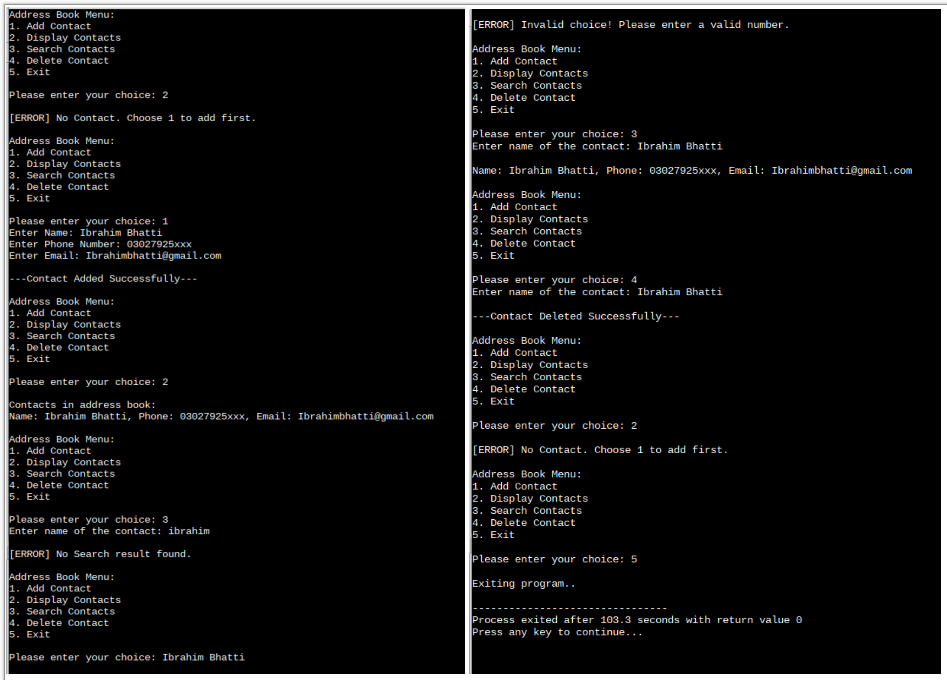 Address Book Menu:
1. Add Contact
2. Display Contacts
3. Search Contacts
4. Delete Contact
5. Exit
Please enter your choice: 2
[ERROR] No Contact. Choose 1 to add first.
Address Book Menu:
1. Add Contact
2. Display Contacts
3. Search Contacts
4. Delete Contact
5. Exit
Please enter your choice: 1
Enter Name: Ibrahim Bhatti
Enter Phone Number: 03027925xxx
Enter Email: Ibrahimbhatti@gmail.com
---Contact Added Successfully---
Address Book Menu:
1. Add Contact
2. Display Contacts
3. Search Contacts
4. Delete Contact
5. Exit
Please enter your choice: 2
Contacts in address book:
Name: Ibrahim Bhatti, Phone: 03027925xxx, Email: Ibrahimbhatti@gmail.com
Address Book Menu:
1. Add Contact
2. Display Contacts
3. Search Contacts
4. Delete Contact
5. Exit
Please enter your choice: 3
Enter name of the contact: ibrahim
[ERROR] No Search result found.
Address Book Menu:
1. Add Contact
2. Display Contacts
3. Search Contacts
4. Delete Contact
5. Exit
Please enter your choice: Ibrahim Bhatti
[ERROR] Invalid choice! Please enter a valid number.
Address Book Menu:
1. Add Contact
2. Display Contacts
3. Search Contacts
4. Delete Contact
5. Exit
Please enter your choice: 3
Enter name of the contact: Ibrahim Bhatti
Name: Ibrahim Bhatti, Phone: 03027925xxx, Email: Ibrahimbhatti@gmail.com
Address Book Menu:
1. Add Contact
2. Display Contacts
3. Search Contacts
4. Delete Contact
5. Exit
Please enter your choice: 4
Enter name of the contact: Ibrahim Bhatti
---Contact Deleted Successfully---
Address Book Menu:
1. Add Contact
2. Display Contacts
3. Search Contacts
4. Delete Contact
5. Exit
Please enter your choice: 2
[ERROR] No Contact. Choose 1 to add first.
Address Book Menu:
1. Add Contact
2. Display Contacts
3. Search Contacts
4. Delete Contact
5. Exit
Please enter your choice: 5
Exiting program..
--------------------------------
Process exited after 103.3 seconds with return value 0
Press any key to continue...